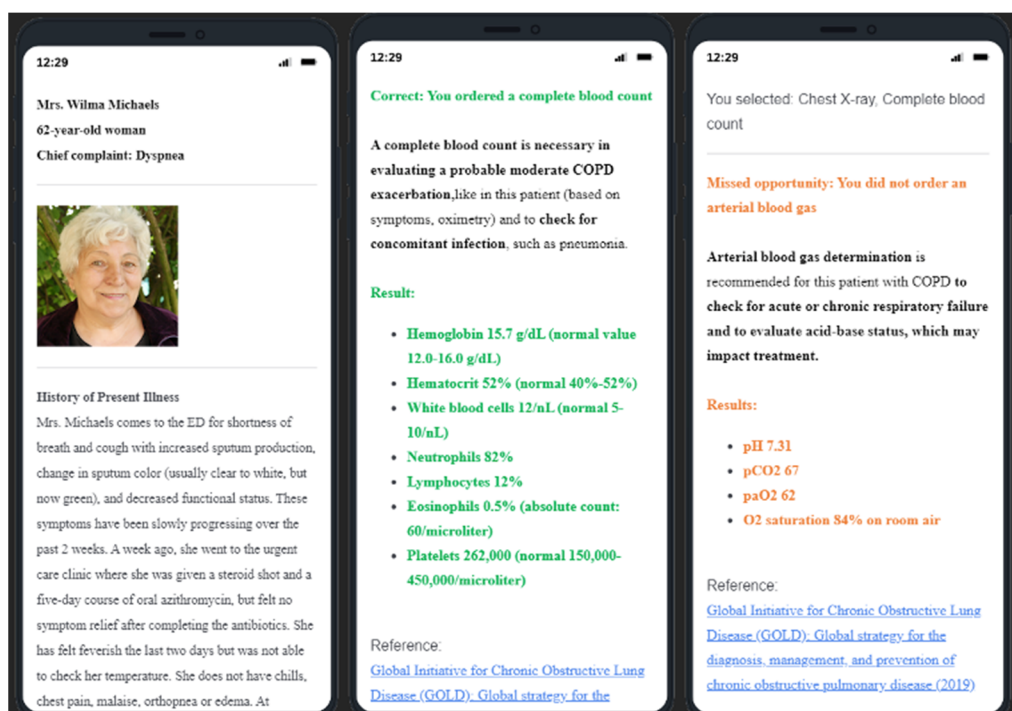 12:29
Mrs. Wilma Michaels
62-year-old woman
Chief complaint: Dyspnea
History of Present Illness
Mrs. Michaels comes to the ED for shortness of
breath and cough with increased sputum production,
change in sputum color (usually clear to white, but
now green), and decreased functional status. These
symptoms have been slowly progressing over the
past 2 weeks. A week ago, she went to the urgent
care clinic where she was given a steroid shot and a
five-day course of oral azithromycin, but felt no
symptom relief after completing the antibiotics. She
has felt feverish the last two days but was not able
to check her temperature. She does not have chills,
chest pain, malaise, orthopnea or edema. At
12:29
Correct: You ordered a complete blood count
A complete blood count is necessary in
evaluating a probable moderate COPD
exacerbation,like in this patient (based on
symptoms, oximetry) and to check for
concomitant infection, such as pneumonia.
Result:
• Hemoglobin 15.7 g/dL (normal value
12.0-16.0 g/dL)
• Hematocrit 52% (normal 40%-52%)
• White blood cells 12/nL (normal 5-
10/nL)
• Neutrophils 82%
• Lymphocytes 12%
• Eosinophils 0.5% (absolute count:
60/microliter)
• Platelets 262,000 (normal 150,000-
450,000/microliter)
Reference:
Global Initiative for Chronic Obstructive Lung
Disease (GOLD): Global strategy for the
12:29
You selected: Chest X-ray, Complete blood
count
Missed opportunity: You did not order an
arterial blood gas
Arterial blood gas determination is
recommended for this patient with COPD to
check for acute or chronic respiratory failure
and to evaluate acid-base status, which may
impact treatment.
Results:
• pH 7.31
• pCO2 67
• paO2 62
• O2 saturation 84% on room air
Reference:
Global Initiative for Chronic Obstructive Lung
Disease (GOLD): Global strategy for the
diagnosis, management, and prevention of
chronic obstructive pulmonary disease (2019)